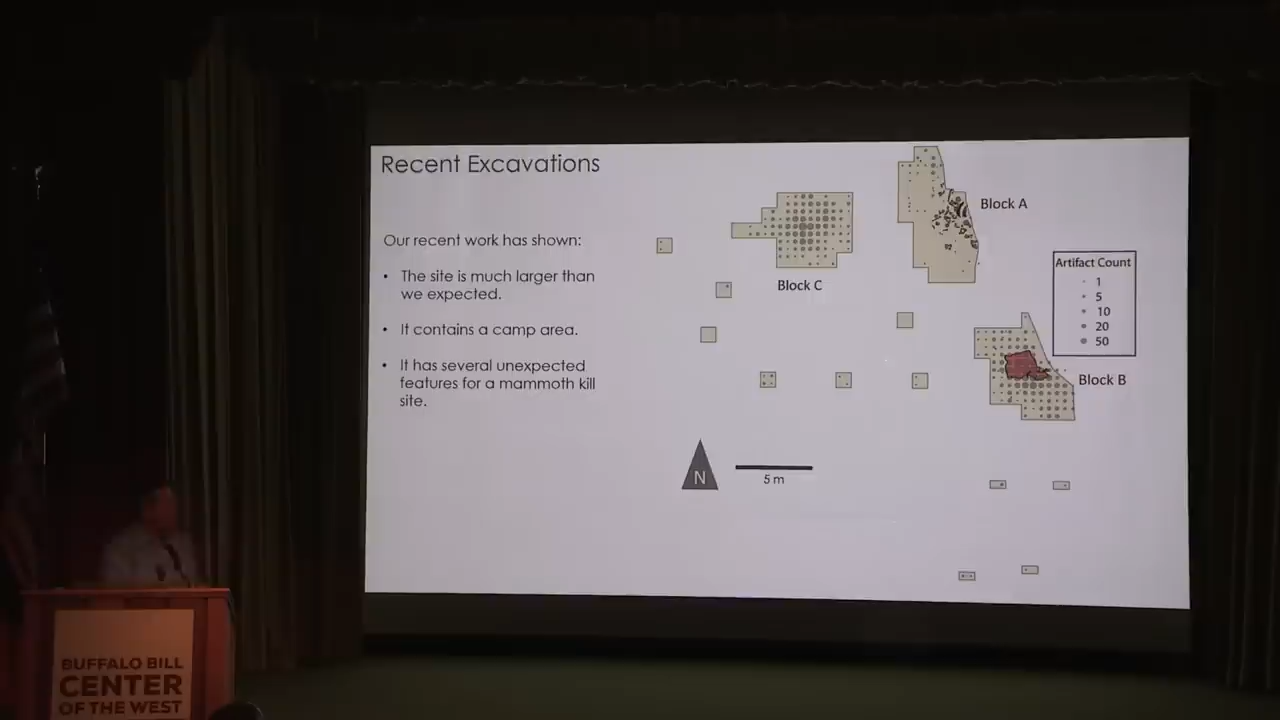 Recent Excavations
Our recent work has shown:
• The site is much larger than
we expected.
• It contains a camp area.
• It has several unexpected
features for a mammoth kill
site.
Block A
Block C
Artifact Count
1
5
10
20
50
Block B
N
5 m
BUFFALO BILL
CENTER
OF THE WEST